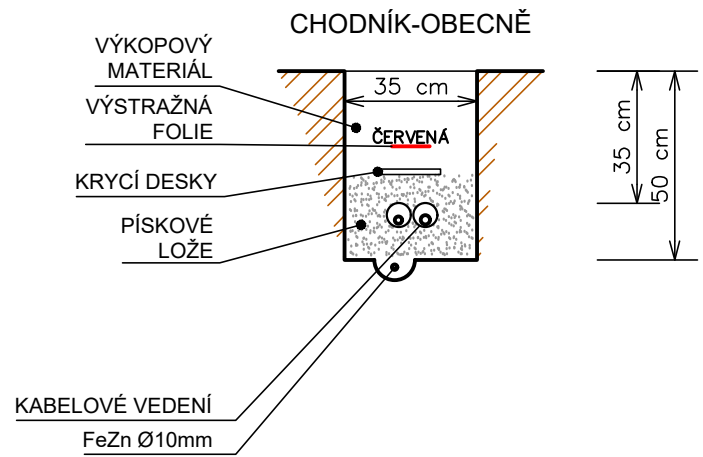 CHODNÍK-OBECNĚ
VÝKOPOVÝ
MATERIÁL
VÝSTRAŽNÁ
FOLIE
KRYCÍ DESKY
PÍSKOVÉ
LOŽE
KABELOVÉ VEDENÍ
FeZn Ø10mm
35 cm
ČERVENÁ
35 cm
50 cm